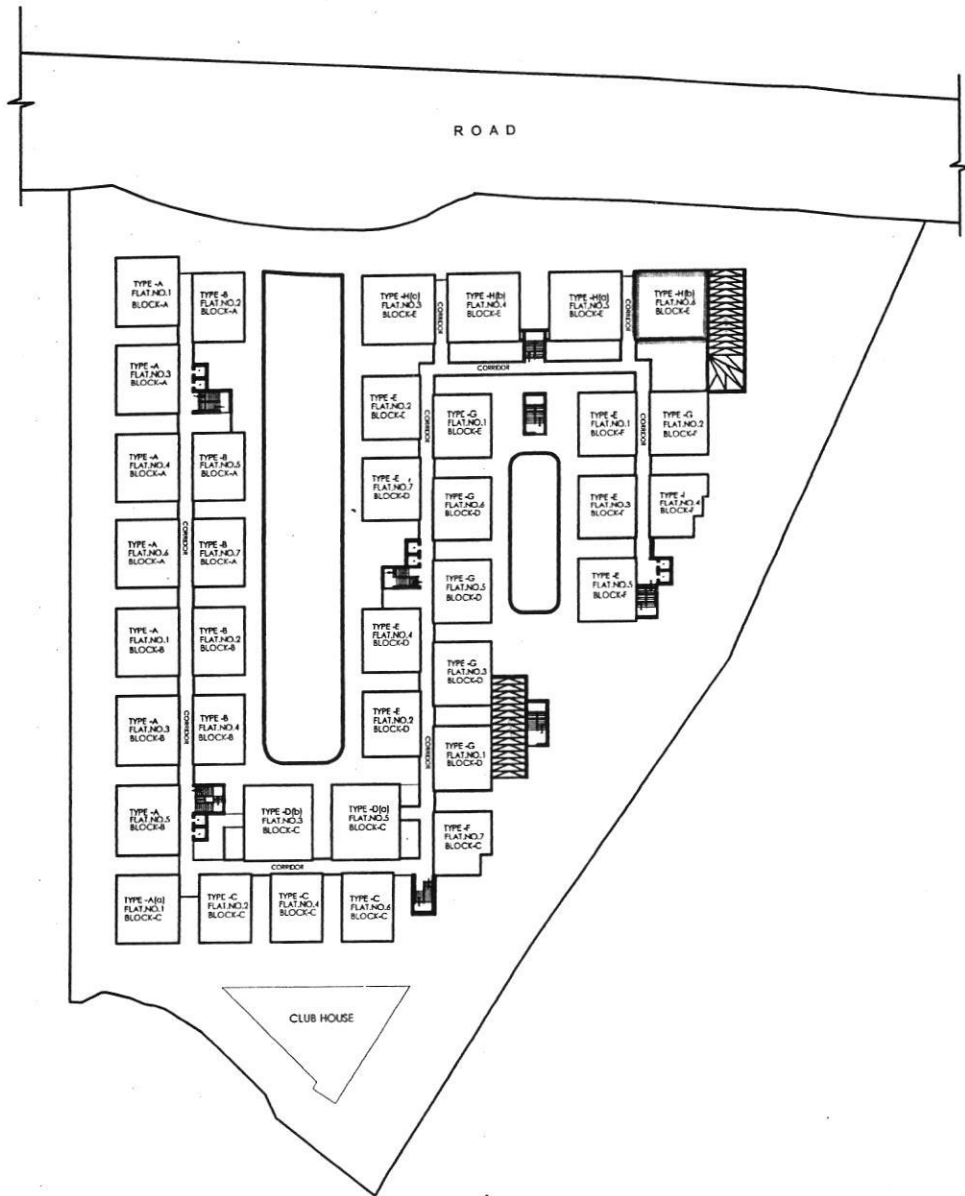 ROAD
TYPE -A
FLAT.NO.1
BLOCK-A
TYPE -B
FLAT.NO.2
BLOCK-A
TYPE -H(c)
FLAT.NO.3
BLOCK-E
CORRIDOR
TYPE -H(b)
FLAT.NO.4
BLOCK-E
TYPE -H(a)
FLAT.NO.5
BLOCK-E
CORRIDOR
TYPE -H(b)
FLAT.NO.6
BLOCK-E
TYPE -A
FLAT.NO.3
BLOCK-A
CORRIDOR
TYPE -E
FLAT.NO.2
BLOCK-E
CORRIDOR
TYPE -G
FLAT.NO.1
BLOCK-E
TYPE -E
FLAT.NO.1
BLOCK-F
CORRIDOR
TYPE -G
FLAT.NO.2
BLOCK-F
TYPE -A
FLAT.NO.4
BLOCK-A
TYPE -B
FLAT.NO.5
BLOCK-A
TYPE -E
FLAT.NO.7
BLOCK-D
TYPE -G
FLAT.NO.6
BLOCK-D
TYPE -E
FLAT.NO.3
BLOCK-F
TYPE -I
FLAT.NO.4
BLOCK-F
TYPE -A
FLAT.NO.6
BLOCK-A
CORRIDOR
TYPE -B
FLAT.NO.7
BLOCK-A
TYPE -G
FLAT.NO.5
BLOCK-D
TYPE -E
FLAT.NO.5
BLOCK-F
TYPE -A
FLAT.NO.1
BLOCK-B
TYPE -B
FLAT.NO.2
BLOCK-B
TYPE -E
FLAT.NO.4
BLOCK-D
TYPE -G
FLAT.NO.3
BLOCK-D
TYPE -A
FLAT.NO.3
BLOCK-B
CORRIDOR
TYPE -B
FLAT.NO.4
BLOCK-B
TYPE -E
FLAT.NO.2
BLOCK-D
CORRIDOR
TYPE -G
FLAT.NO.1
BLOCK-D
TYPE -A
FLAT.NO.5
BLOCK-B
TYPE -D(b)
FLAT.NO.3
BLOCK-C
TYPE -D(a)
FLAT.NO.5
BLOCK-C
TYPE -F
FLAT.NO.7
BLOCK-C
CORRIDOR
TYPE -A(a)
FLAT.NO.1
BLOCK-C
TYPE -C
FLAT.NO.2
BLOCK-C
TYPE -C
FLAT.NO.4
BLOCK-C
TYPE -C
FLAT.NO.6
BLOCK-C
CLUB HOUSE